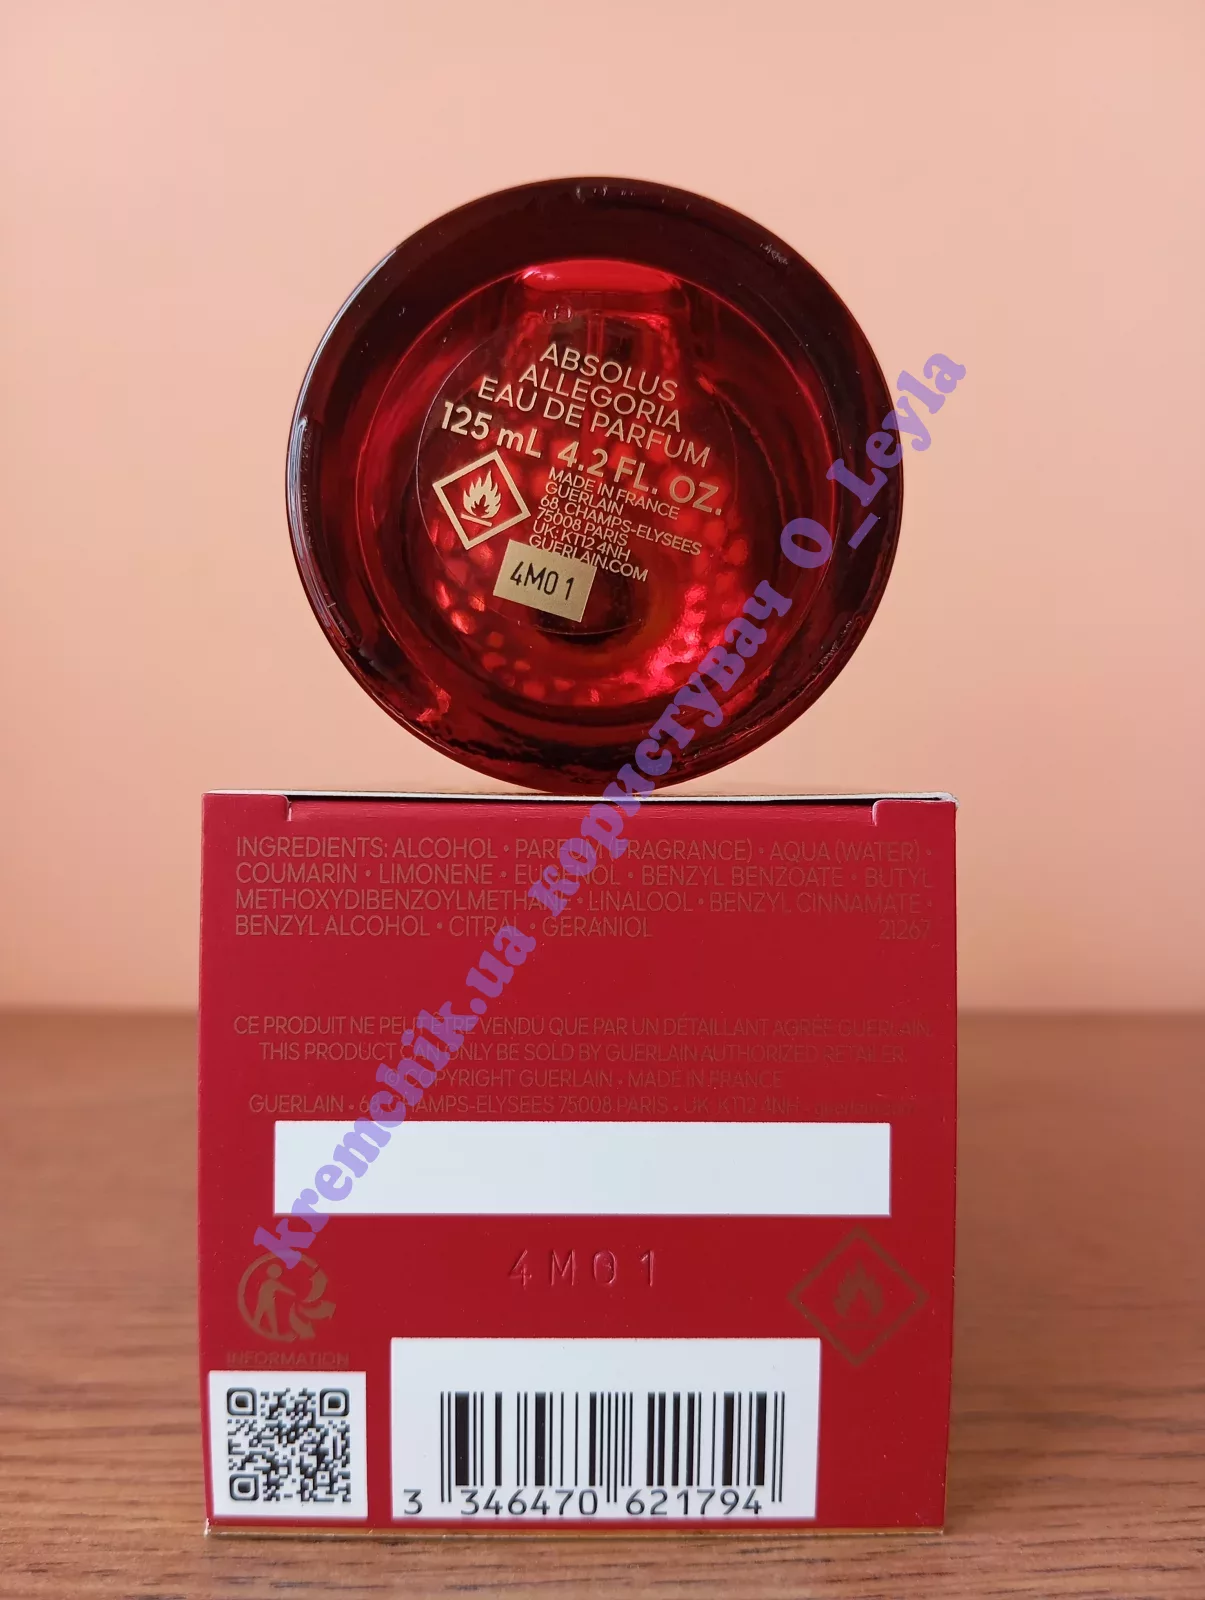 ABSOLUS
ALLEGORIA
EAU DE PARFUM
125 mL 4.2 FL. OZ.
MADE IN FRANCE
GUERLAIN
68, CHAMPS-ELYSEES
75008 PARIS
UK: KT12 4NH
GUERLAIN.COM
4M01
INGREDIENTS: ALCOHOL • PARFUM (FRAGRANCE) • AQUA (WATER) •
COUMARIN • LIMONENE • EUGENOL • BENZYL BENZOATE • BUTYL
METHOXYDIBENZOYLMETHANE • LINALOOL • BENZYL CINNAMATE •
BENZYL ALCOHOL • CITRAL • GERANIOL 21267
CE PRODUIT NE PEUT ÊTRE VENDU QUE PAR UN DÉTAILLANT AGRÉÉ GUERLAIN.
THIS PRODUCT CAN ONLY BE SOLD BY GUERLAIN AUTHORIZED RETAILER.
© COPYRIGHT GUERLAIN • MADE IN FRANCE
GUERLAIN • 68, CHAMPS-ELYSEES 75008 PARIS • UK: KT12 4NH • guerlain.com
4M01
INFORMATION
3 346470 621794
kremchik.ua користувач O_Leyla